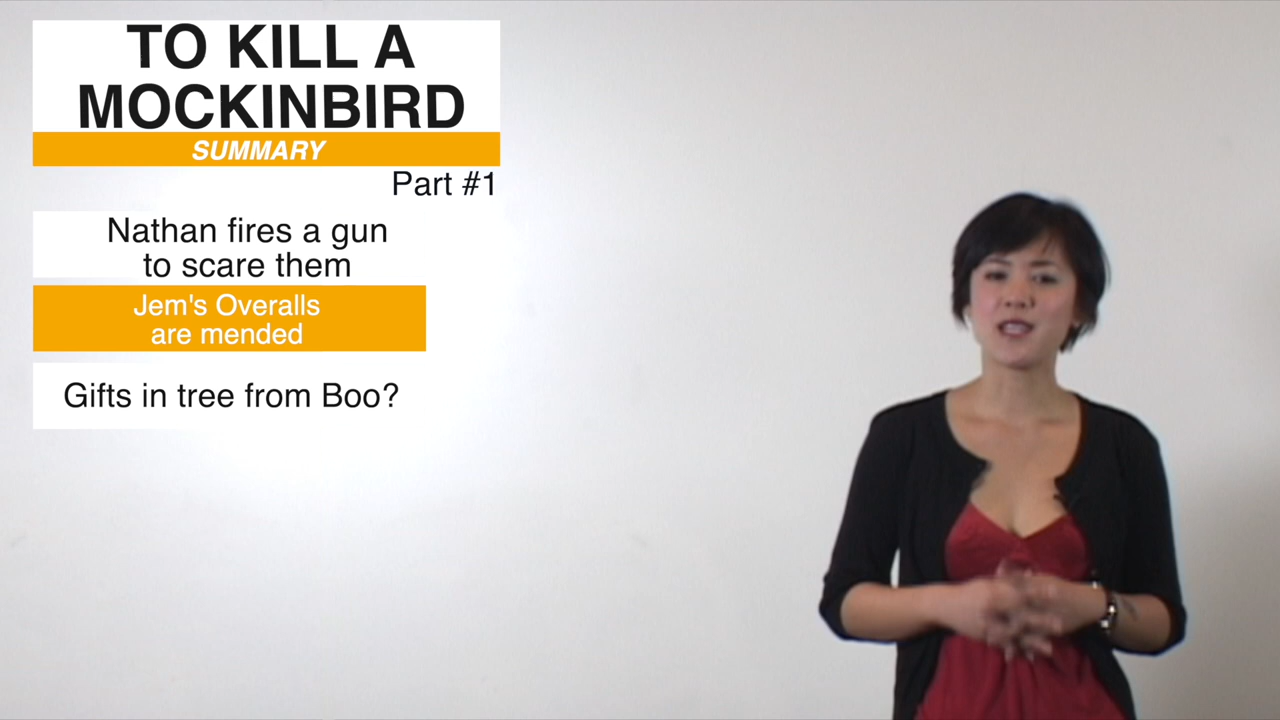 TO KILL A
MOCKINBIRD
SUMMARY
Part #1
Nathan fires a gun
to scare them
Jem's Overalls
are mended
Gifts in tree from Boo?